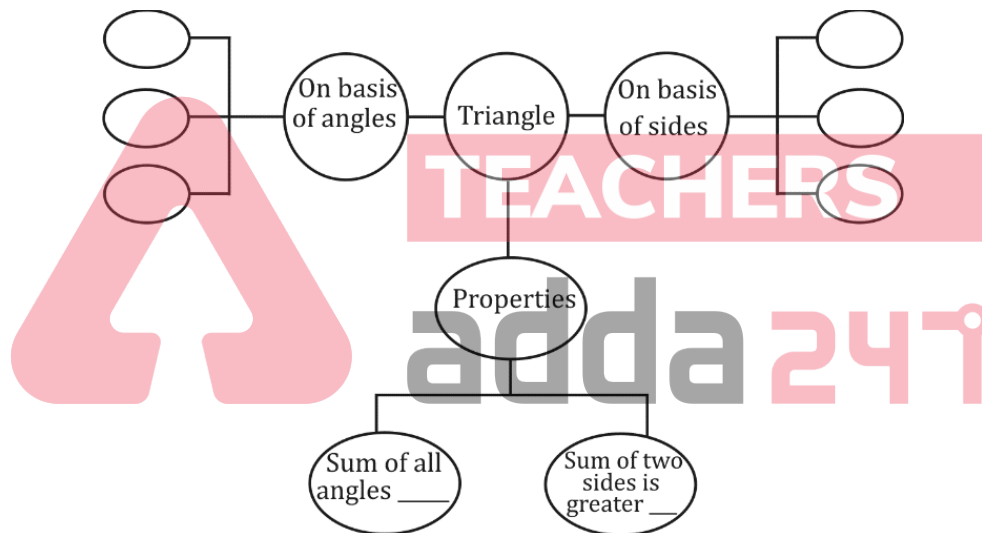 On basis
of angles
Triangle
On basis
of sides
TEACHERS
Properties
adda 247
Sum of all
angles _____
Sum of two
sides is
greater ___